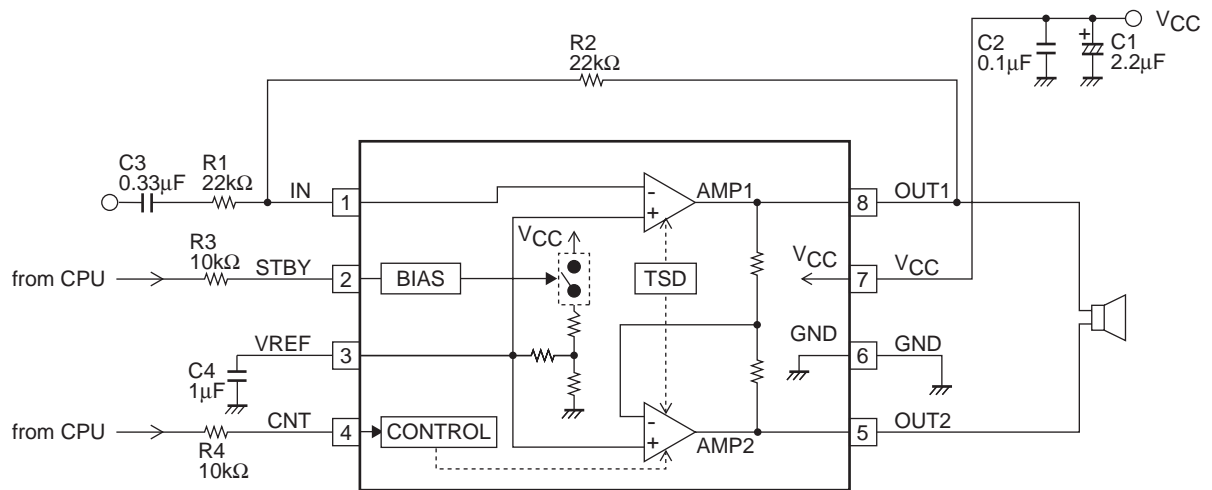 R2
22kΩ
C2
0.1μF
+
C1
2.2μF
VCC
C3
0.33μF
R1
22kΩ
IN
1
-
+
AMP1
8
OUT1
from CPU
R3
10kΩ
STBY
2
BIAS
VCC
TSD
VCC
7
VCC
C4
1μF
VREF
3
GND
6
GND
from CPU
R4
10kΩ
CNT
4
CONTROL
-
+
AMP2
5
OUT2